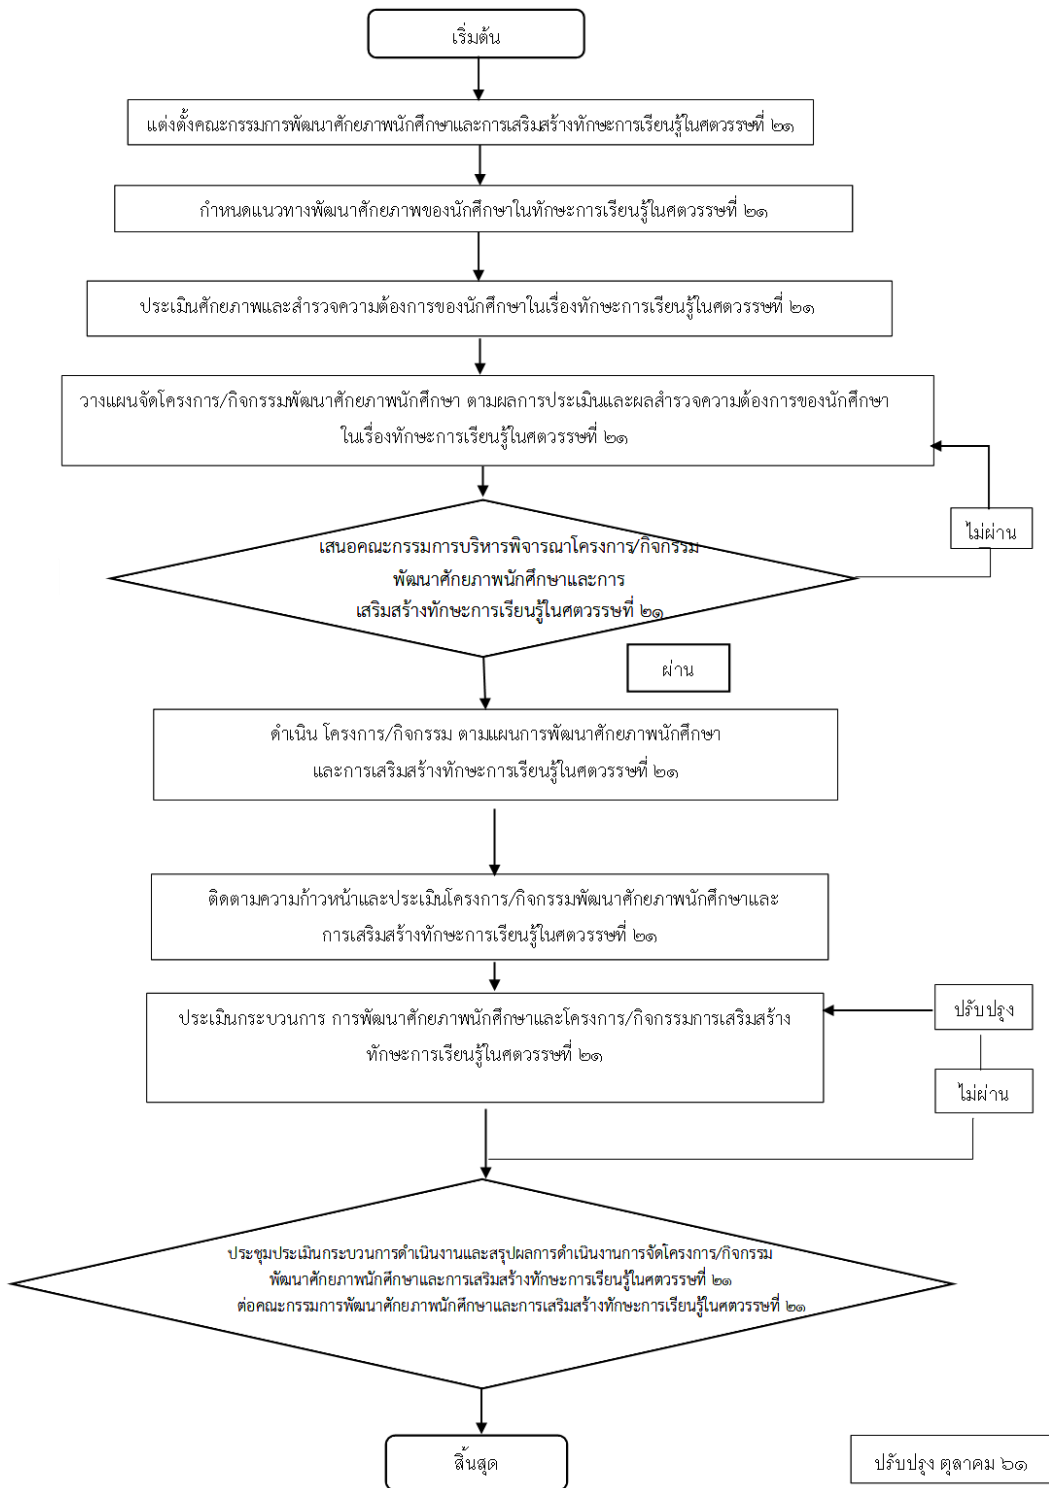 เริ่มต้น
แต่งตั้งคณะกรรมการพัฒนาศักยภาพนักศึกษาและการเสริมสร้างทักษะการเรียนรู้ในศตวรรษที่ ๒๑
กำหนดแนวทางพัฒนาศักยภาพของนักศึกษาในทักษะการเรียนรู้ในศตวรรษที่ ๒๑
ประเมินศักยภาพและสำรวจความต้องการของนักศึกษาในเรื่องทักษะการเรียนรู้ในศตวรรษที่ ๒๑
วางแผนจัดโครงการ/กิจกรรมพัฒนาศักยภาพนักศึกษา ตามผลการประเมินและผลสำรวจความต้องการของนักศึกษา
ในเรื่องทักษะการเรียนรู้ในศตวรรษที่ ๒๑
ไม่ผ่าน
เสนอคณะกรรมการบริหารพิจารณาโครงการ/กิจกรรม
พัฒนาศักยภาพนักศึกษาและการ
เสริมสร้างทักษะการเรียนรู้ในศตวรรษที่ ๒๑
ผ่าน
ดำเนิน โครงการ/กิจกรรม ตามแผนการพัฒนาศักยภาพนักศึกษา
และการเสริมสร้างทักษะการเรียนรู้ในศตวรรษที่ ๒๑
ติดตามความก้าวหน้าและประเมินโครงการ/กิจกรรมพัฒนาศักยภาพนักศึกษาและ
การเสริมสร้างทักษะการเรียนรู้ในศตวรรษที่ ๒๑
ประเมินกระบวนการ การพัฒนาศักยภาพนักศึกษาและโครงการ/กิจกรรมการเสริมสร้าง
ทักษะการเรียนรู้ในศตวรรษที่ ๒๑
ปรับปรุง
ไม่ผ่าน
ประชุมประเมินกระบวนการดำเนินงานและสรุปผลการดำเนินงานการจัดโครงการ/กิจกรรม
พัฒนาศักยภาพนักศึกษาและการเสริมสร้างทักษะการเรียนรู้ในศตวรรษที่ ๒๑
ต่อคณะกรรมการพัฒนาศักยภาพนักศึกษาและการเสริมสร้างทักษะการเรียนรู้ในศตวรรษที่ ๒๑
สิ้นสุด
ปรับปรุง ตุลาคม ๖๑